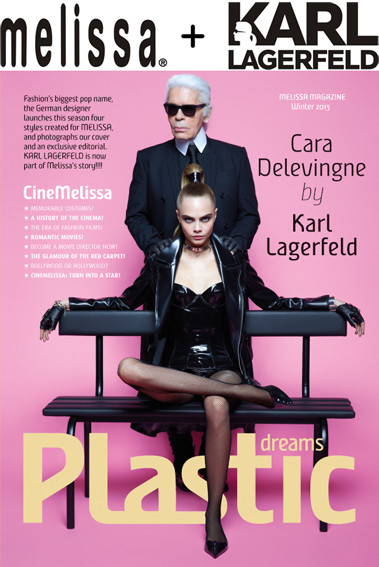 melissa® + KARL
LAGERFELD
MELISSA MAGAZINE
Winter 2013
Fashion's biggest pop name,
the German designer
launches this season four
styles created for MELISSA,
and photographs our cover
and an exclusive editorial.
KARL LAGERFELD is now
part of Melissa's story!!!!
Cara
Delevingne
by
Karl
Lagerfeld
CineMelissa
★ MEMORABLE COSTUMES!
★ A HISTORY OF THE CINEMA!
★ THE ERA OF FASHION FILMS!
★ ROMANTIC MOVIES!
★ BECOME A MOVIE DIRECTOR NOW!
★ THE GLAMOUR OF THE RED CARPET!
★ BOLLYWOOD OR HOLLYWOOD?
★ CINEMELISSA: TURN INTO A STAR!
Plastic
dreams